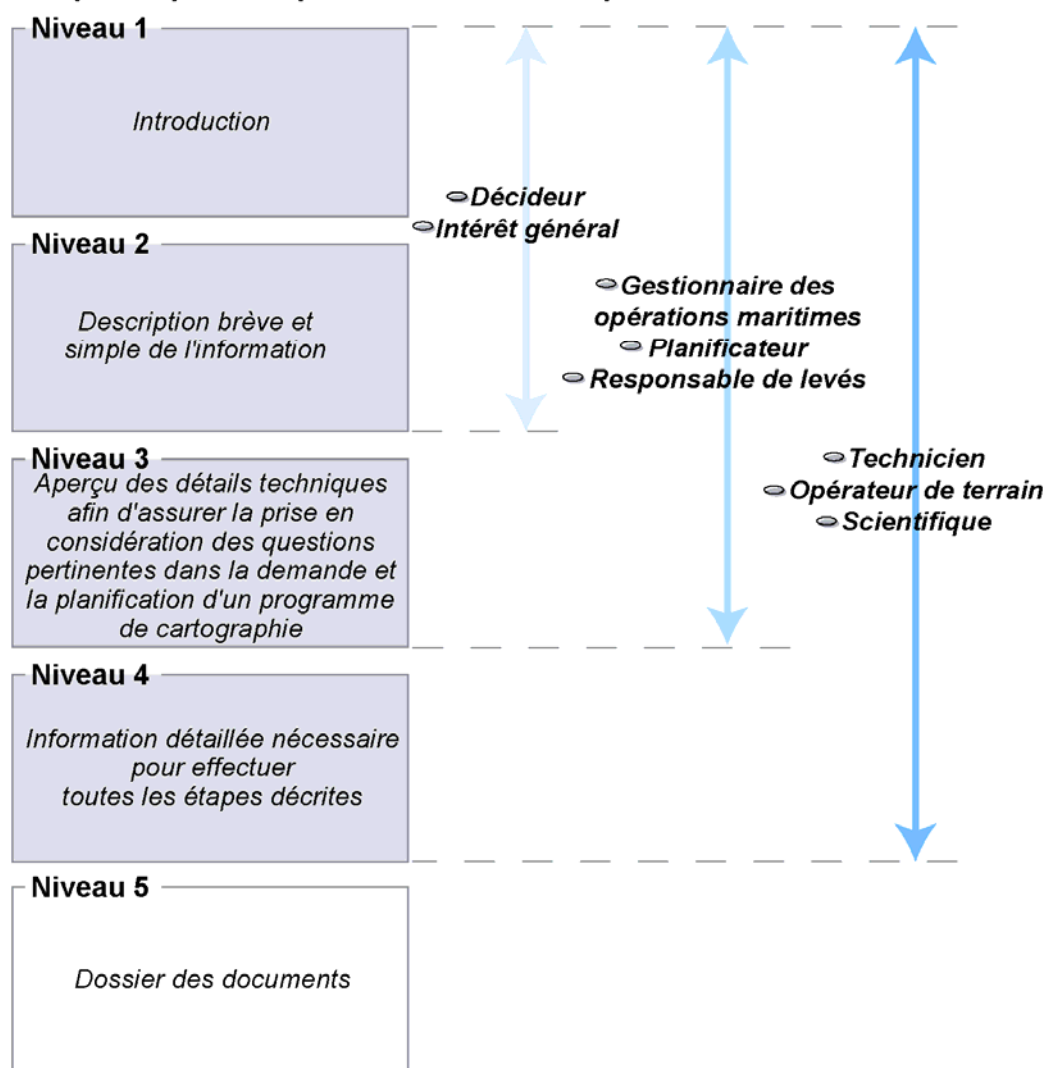 Niveau 1
Introduction
Décideur
Intérêt général
Niveau 2
Description brève et
simple de l'information
Gestionnaire des
opérations maritimes
Planificateur
Responsable de levés
Niveau 3
Aperçu des détails techniques
afin d'assurer la prise en
considération des questions
pertinentes dans la demande et
la planification d'un programme
de cartographie
Technicien
Opérateur de terrain
Scientifique
Niveau 4
Information détaillée nécessaire
pour effectuer
toutes les étapes décrites
Niveau 5
Dossier des documents